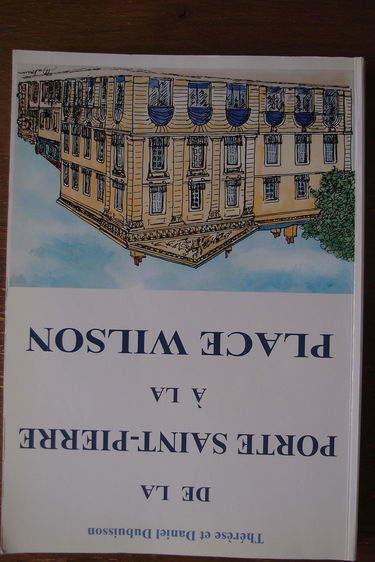 Thérèse et Daniel Dubuisson
DE LA
PORTE SAINT-PIERRE
À LA
PLACE WILSON